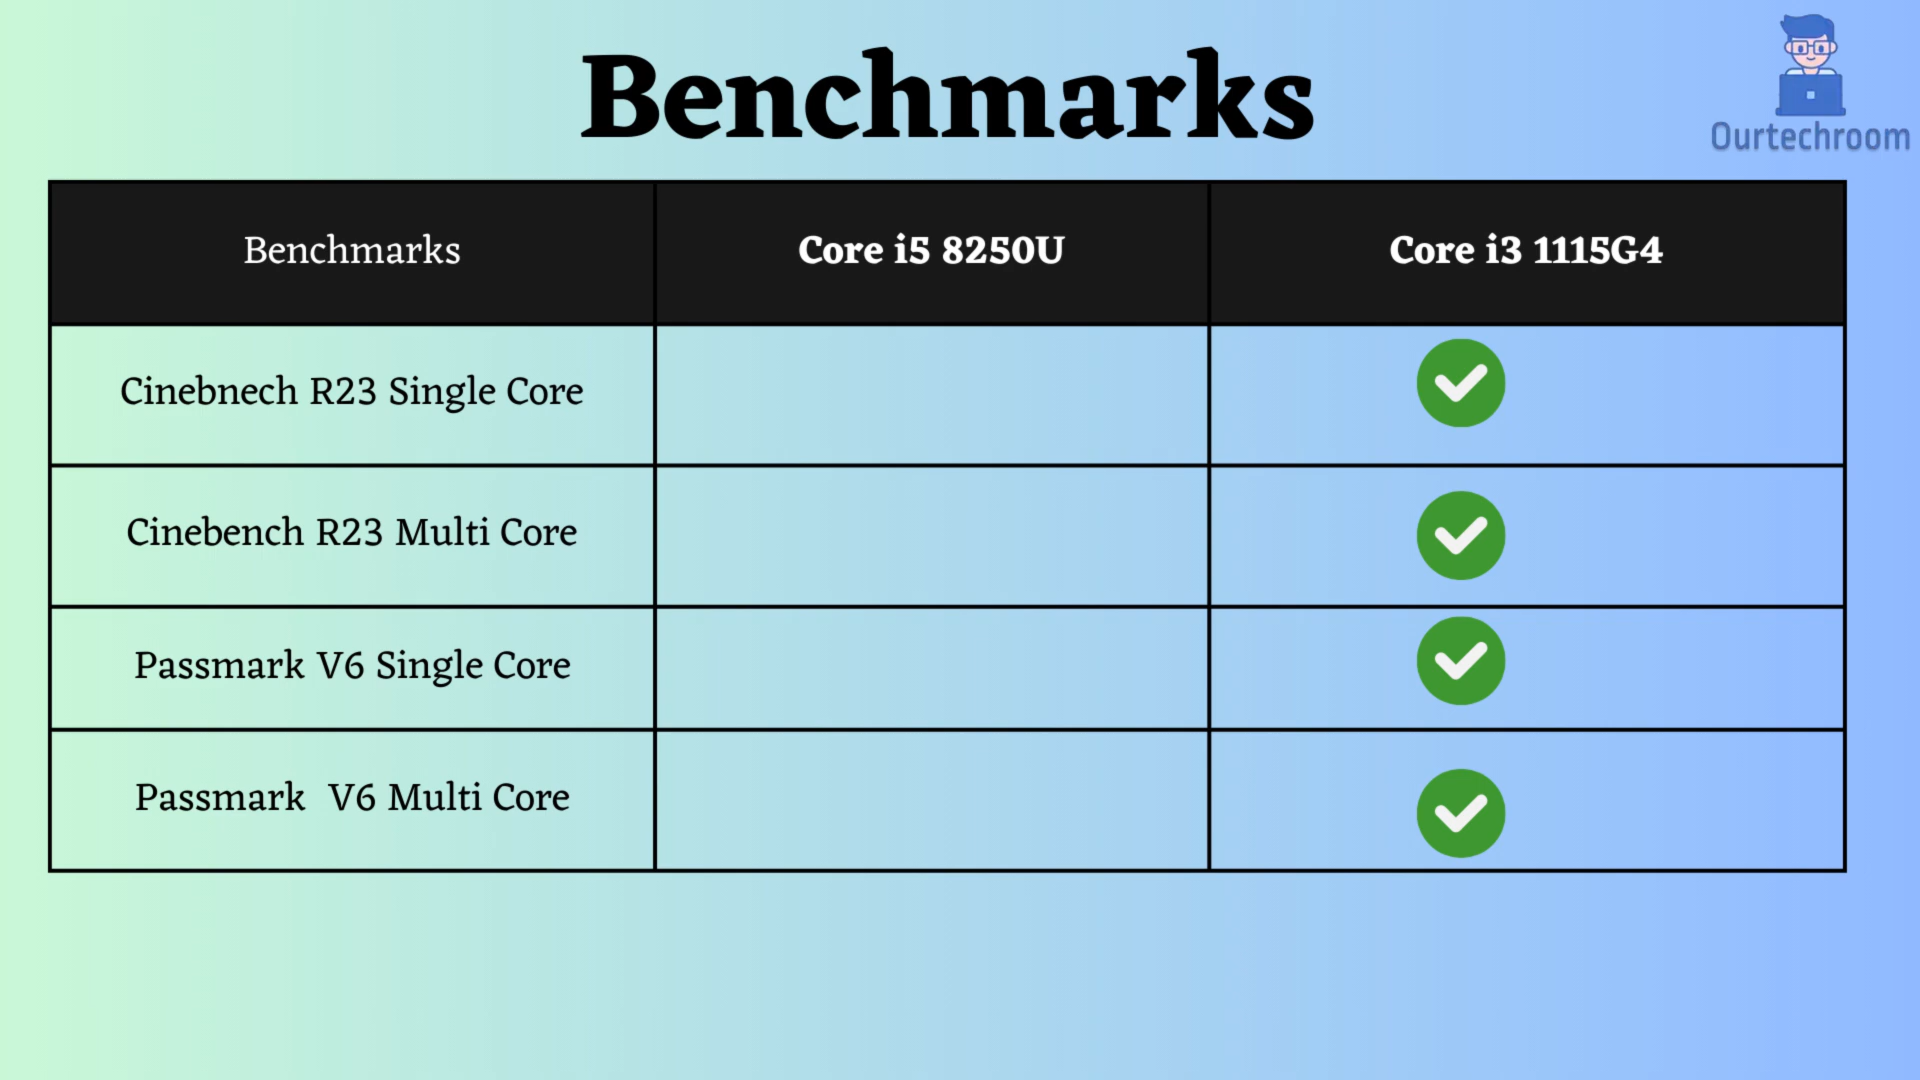 Benchmarks
Ourtechroom
Benchmarks Core i5 8250U Core i3 1115G4
Cinebnech R23 Single Core
Cinebench R23 Multi Core
Passmark V6 Single Core
Passmark V6 Multi Core